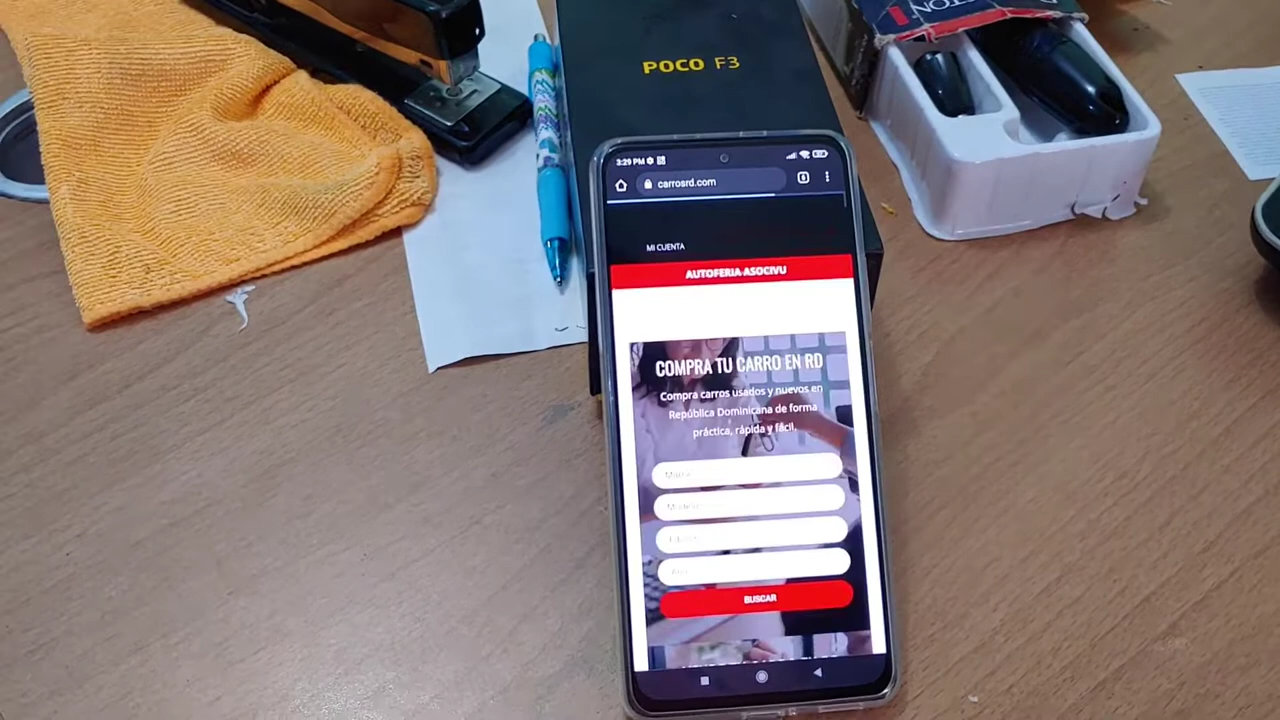 POCO F3
3:29 PM
carrosrd.com
6
MI CUENTA
AUTOFERIA ASOCIVU
COMPRA TU CARRO EN RD
Compra carros usados y nuevos en
República Dominicana de forma
práctica, rápida y fácil.
BUSCAR